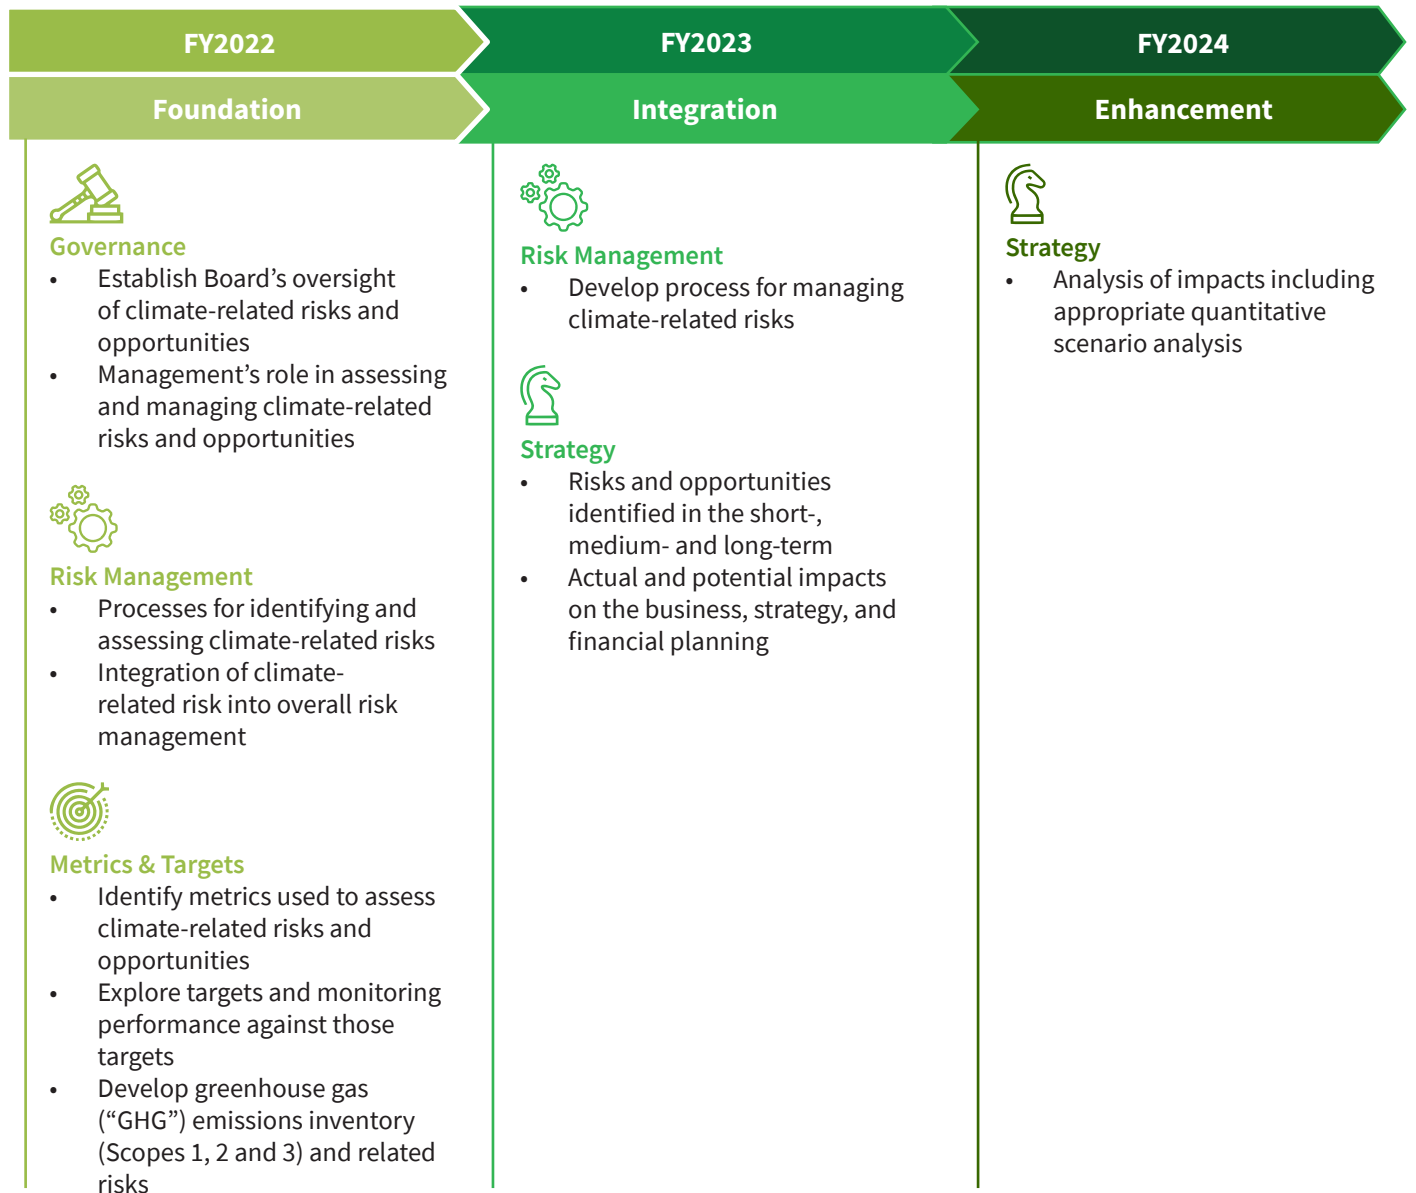 FY2022
FY2023
FY2024
Foundation
Integration
Enhancement
Governance
• Establish Board’s oversight
of climate-related risks and
opportunities
• Management’s role in assessing
and managing climate-related
risks and opportunities
Risk Management
• Processes for identifying and
assessing climate-related risks
• Integration of climate-
related risk into overall risk
management
Metrics & Targets
• Identify metrics used to assess
climate-related risks and
opportunities
• Explore targets and monitoring
performance against those
targets
• Develop greenhouse gas
(“GHG”) emissions inventory
(Scopes 1, 2 and 3) and related
risks
Risk Management
• Develop process for managing
climate-related risks
Strategy
• Risks and opportunities
identified in the short-,
medium- and long-term
• Actual and potential impacts
on the business, strategy, and
financial planning
Strategy
• Analysis of impacts including
appropriate quantitative
scenario analysis